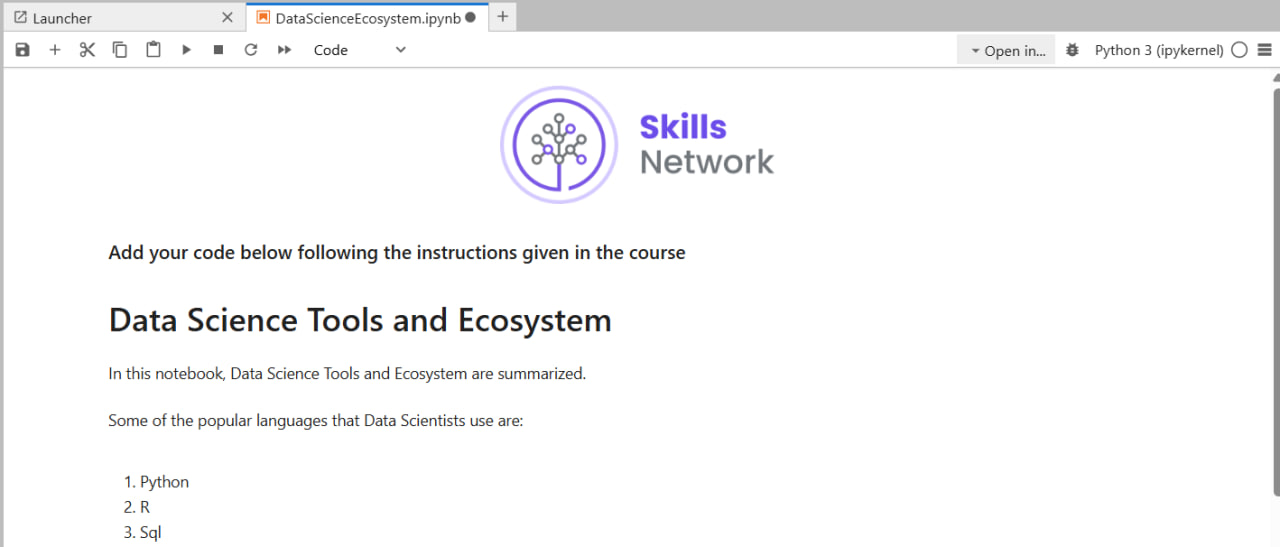 Launcher
DataScienceEcosystem.ipynb
Code
Open in...
Python 3 (ipykernel)
Skills
Network
Add your code below following the instructions given in the course
Data Science Tools and Ecosystem
In this notebook, Data Science Tools and Ecosystem are summarized.
Some of the popular languages that Data Scientists use are:
1. Python
2. R
3. Sql